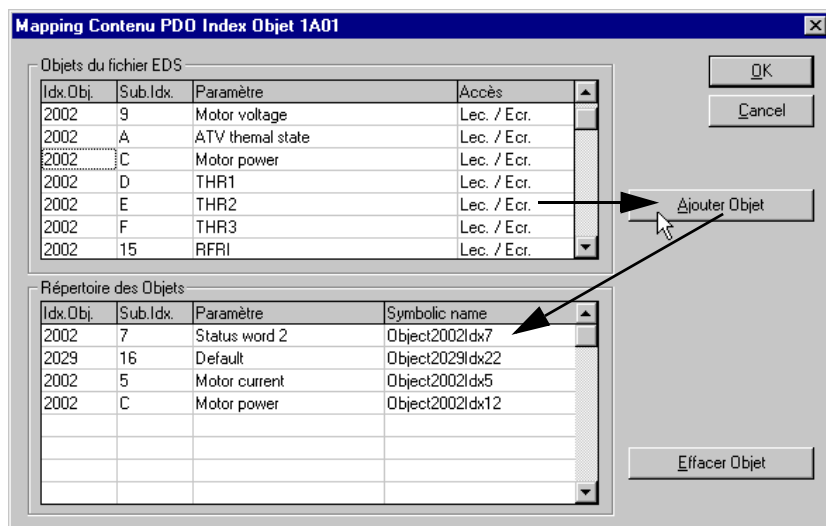 Mapping Contenu PDO Index Objet 1A01
Objets du fichier EDS
Idx.Obj. Sub.Idx. Paramètre Accès
2002 9 Motor voltage Lec. / Ecr.
2002 A ATV themal state Lec. / Ecr.
2002 C Motor power Lec. / Ecr.
2002 D THR1 Lec. / Ecr.
2002 E THR2 Lec. / Ecr.
2002 F THR3 Lec. / Ecr.
2002 15 RFRI Lec. / Ecr.
OK
Cancel
Ajouter Objet
Répertoire des Objets
Idx.Obj. Sub.Idx. Paramètre Symbolic name
2002 7 Status word 2 Object2002Idx7
2029 16 Default Object2029Idx22
2002 5 Motor current Object2002Idx5
2002 C Motor power Object2002Idx12
Effacer Objet